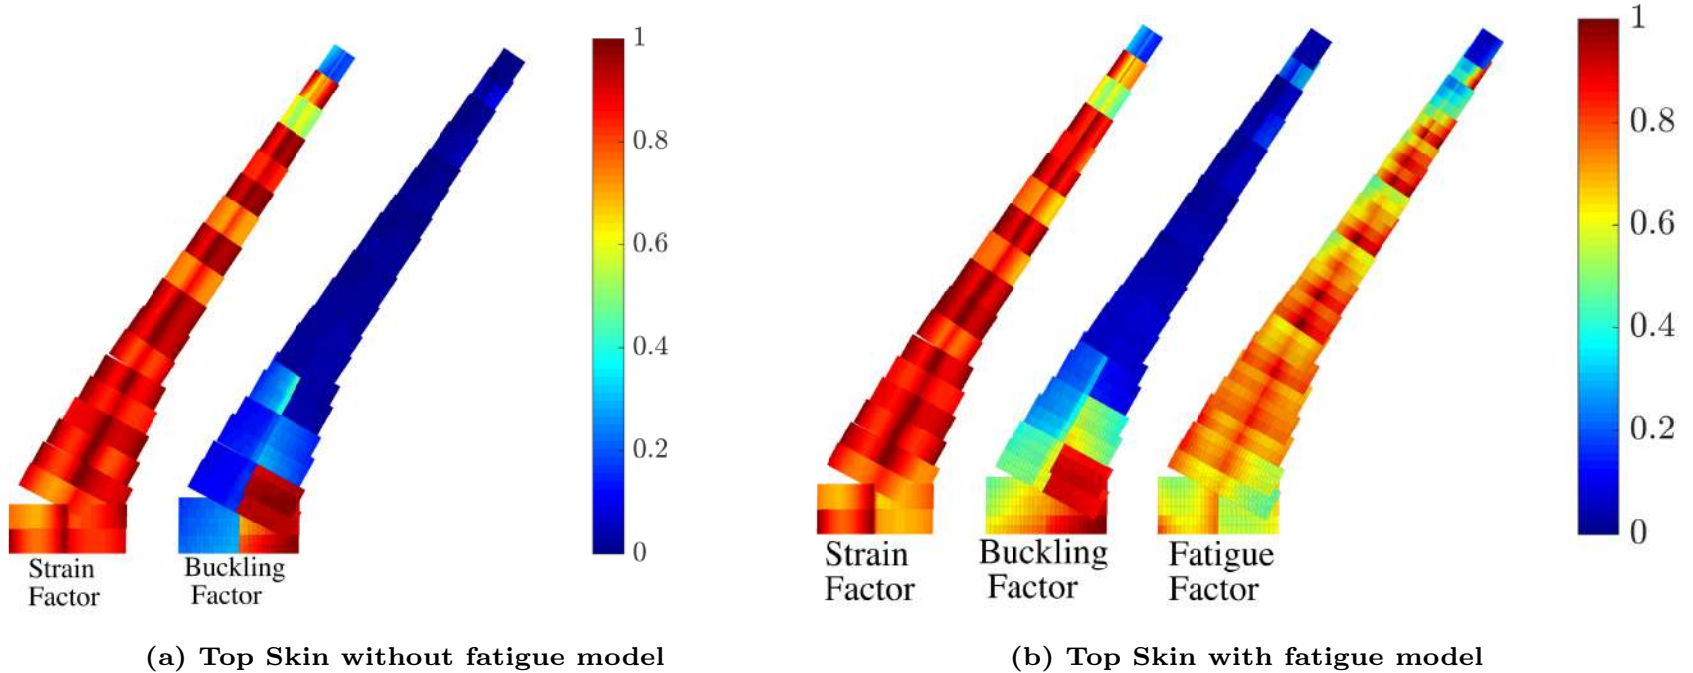 1
0.8
0.6
0.4
0.2
0
Strain
Factor
Buckling
Factor
(a) Top Skin without fatigue model
1
0.8
0.6
0.4
0.2
0
Strain
Factor
Buckling
Factor
Fatigue
Factor
(b) Top Skin with fatigue model